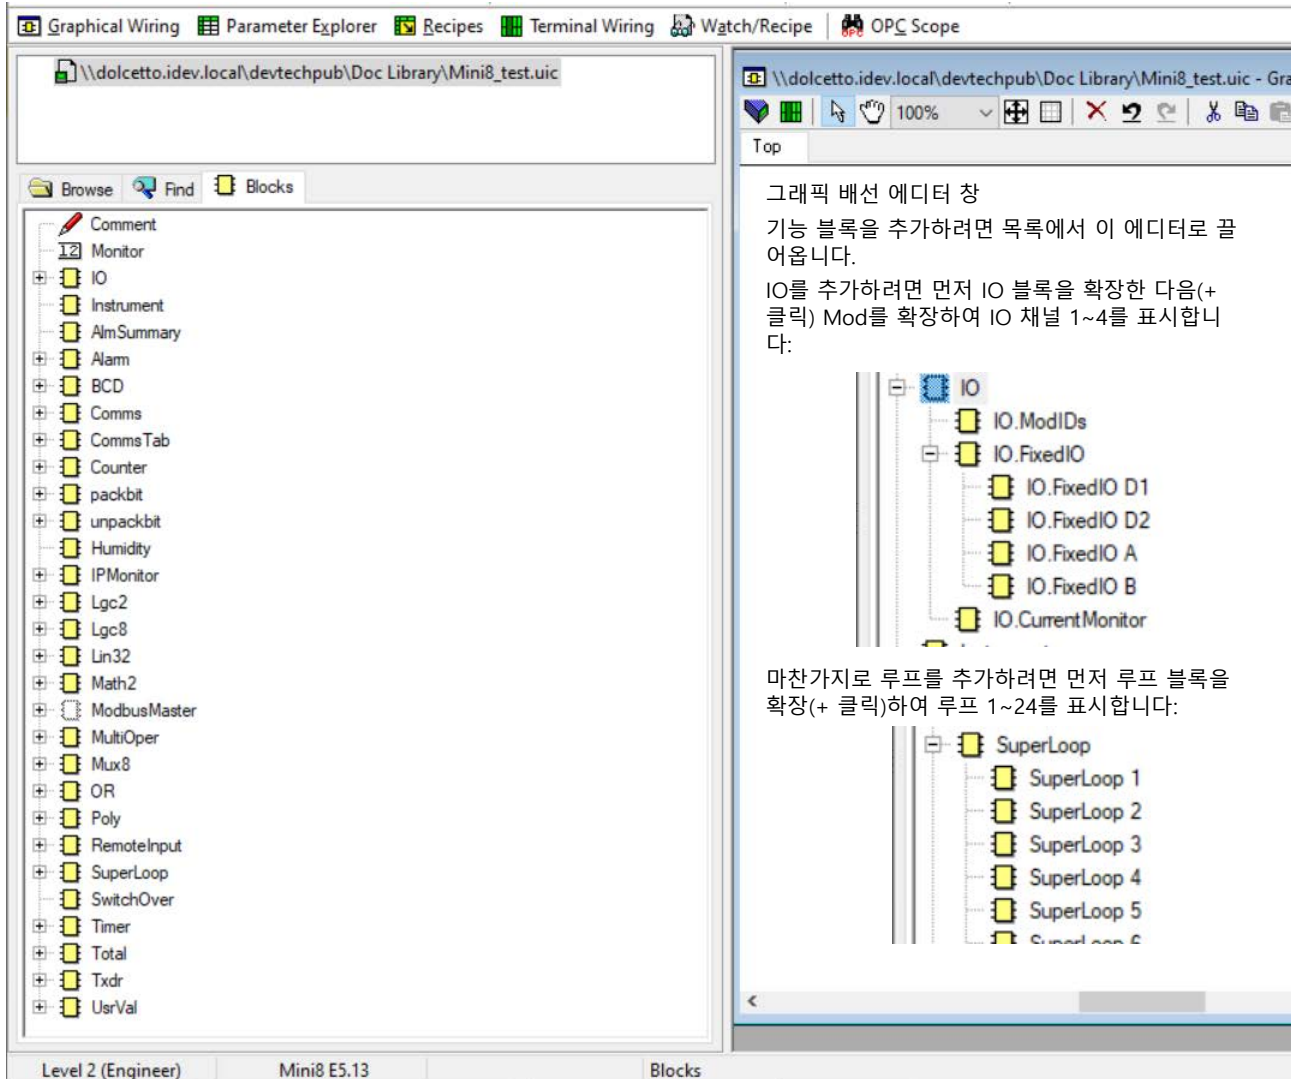 Graphical Wiring Parameter Explorer Recipes Terminal Wiring Watch/Recipe OPC Scope
\\dolcetto.idev.local\devtechpub\Doc Library\Mini8_test.uic
Browse Find Blocks
Comment
12 Monitor
IO
Instrument
AlmSummary
Alarm
BCD
Comms
CommsTab
Counter
packbit
unpackbit
Humidity
IPMonitor
Lgc2
Lgc8
Lin32
Math2
ModbusMaster
MultiOper
Mux8
OR
Poly
RemoteInput
SuperLoop
SwitchOver
Timer
Total
Txdr
UsrVal
\\dolcetto.idev.local\devtechpub\Doc Library\Mini8_test.uic - Gra
100%
Top
그래픽 배선 에디터 창
기능 블록을 추가하려면 목록에서 이 에디터로 끌
어옵니다.
IO를 추가하려면 먼저 IO 블록을 확장한 다음(+
클릭) Mod를 확장하여 IO 채널 1~4를 표시합니
다:
IO
IO.ModIDs
IO.FixedIO
IO.FixedIO D1
IO.FixedIO D2
IO.FixedIO A
IO.FixedIO B
IO.CurrentMonitor
마찬가지로 루프를 추가하려면 먼저 루프 블록을
확장(+ 클릭)하여 루프 1~24를 표시합니다:
SuperLoop
SuperLoop 1
SuperLoop 2
SuperLoop 3
SuperLoop 4
SuperLoop 5
SuperLoop 6
Level 2 (Engineer) Mini8 E5.13 Blocks